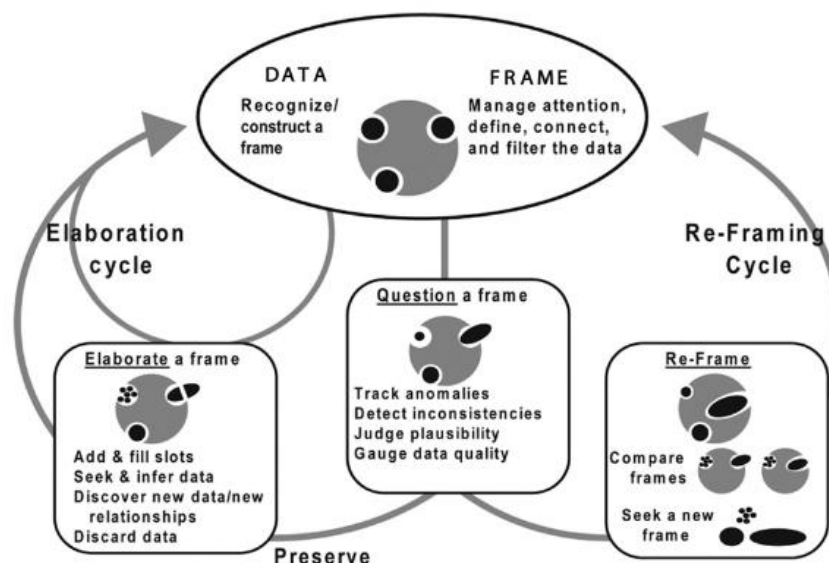 DATA
Recognize/
construct a
frame
FRAME
Manage attention,
define, connect,
and filter the data
Elaboration
cycle
Re-Framing
Cycle
Elaborate a frame
Add & fill slots
Seek & infer data
Discover new data/new
relationships
Discard data
Question a frame
Track anomalies
Detect inconsistencies
Judge plausibility
Gauge data quality
Re-Frame
Compare
frames
Seek a new
frame
Preserve